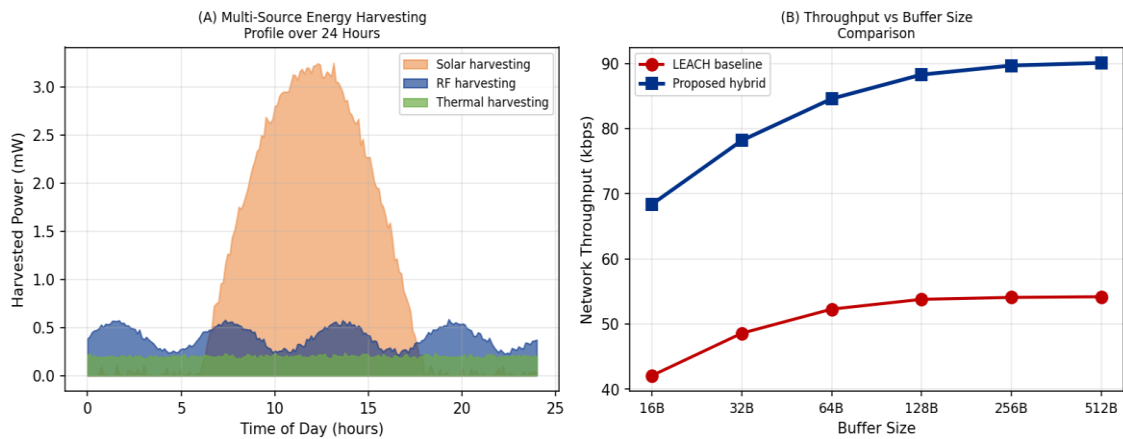 (A) Multi-Source Energy Harvesting
Profile over 24 Hours
Harvested Power (mW)
3.0
2.5
2.0
1.5
1.0
0.5
0.0
Solar harvesting
RF harvesting
Thermal harvesting
0
5
10
15
20
25
Time of Day (hours)
(B) Throughput vs Buffer Size
Comparison
Network Throughput (kbps)
90
80
70
60
50
40
LEACH baseline
Proposed hybrid
16B
32B
64B
128B
256B
512B
Buffer Size